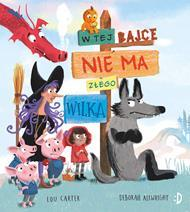 W TEJ BAJCE
NIE MA
ZŁEGO
WILKA
LOU CARTER
DEBORAH ALLWRIGHT